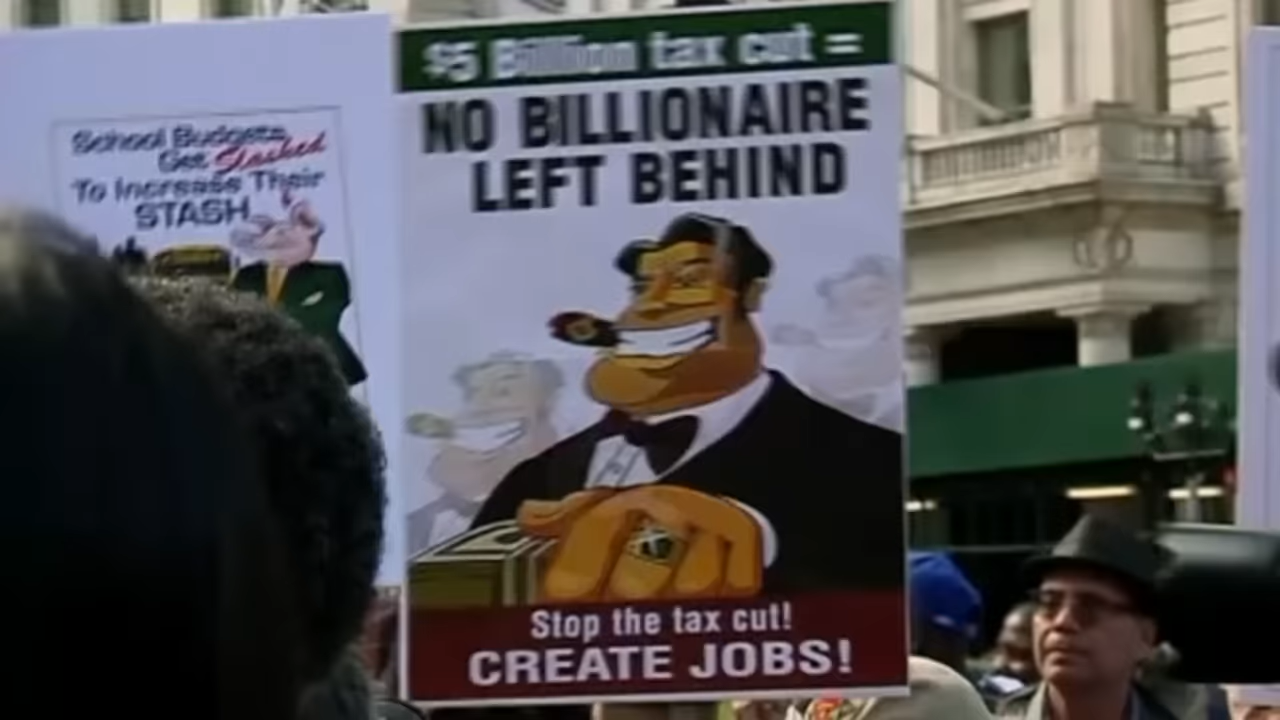 School Budgets
Get Slashed
To Increase Their
STASH
$5 Billion tax cut =
NO BILLIONAIRE
LEFT BEHIND
Stop the tax cut!
CREATE JOBS!